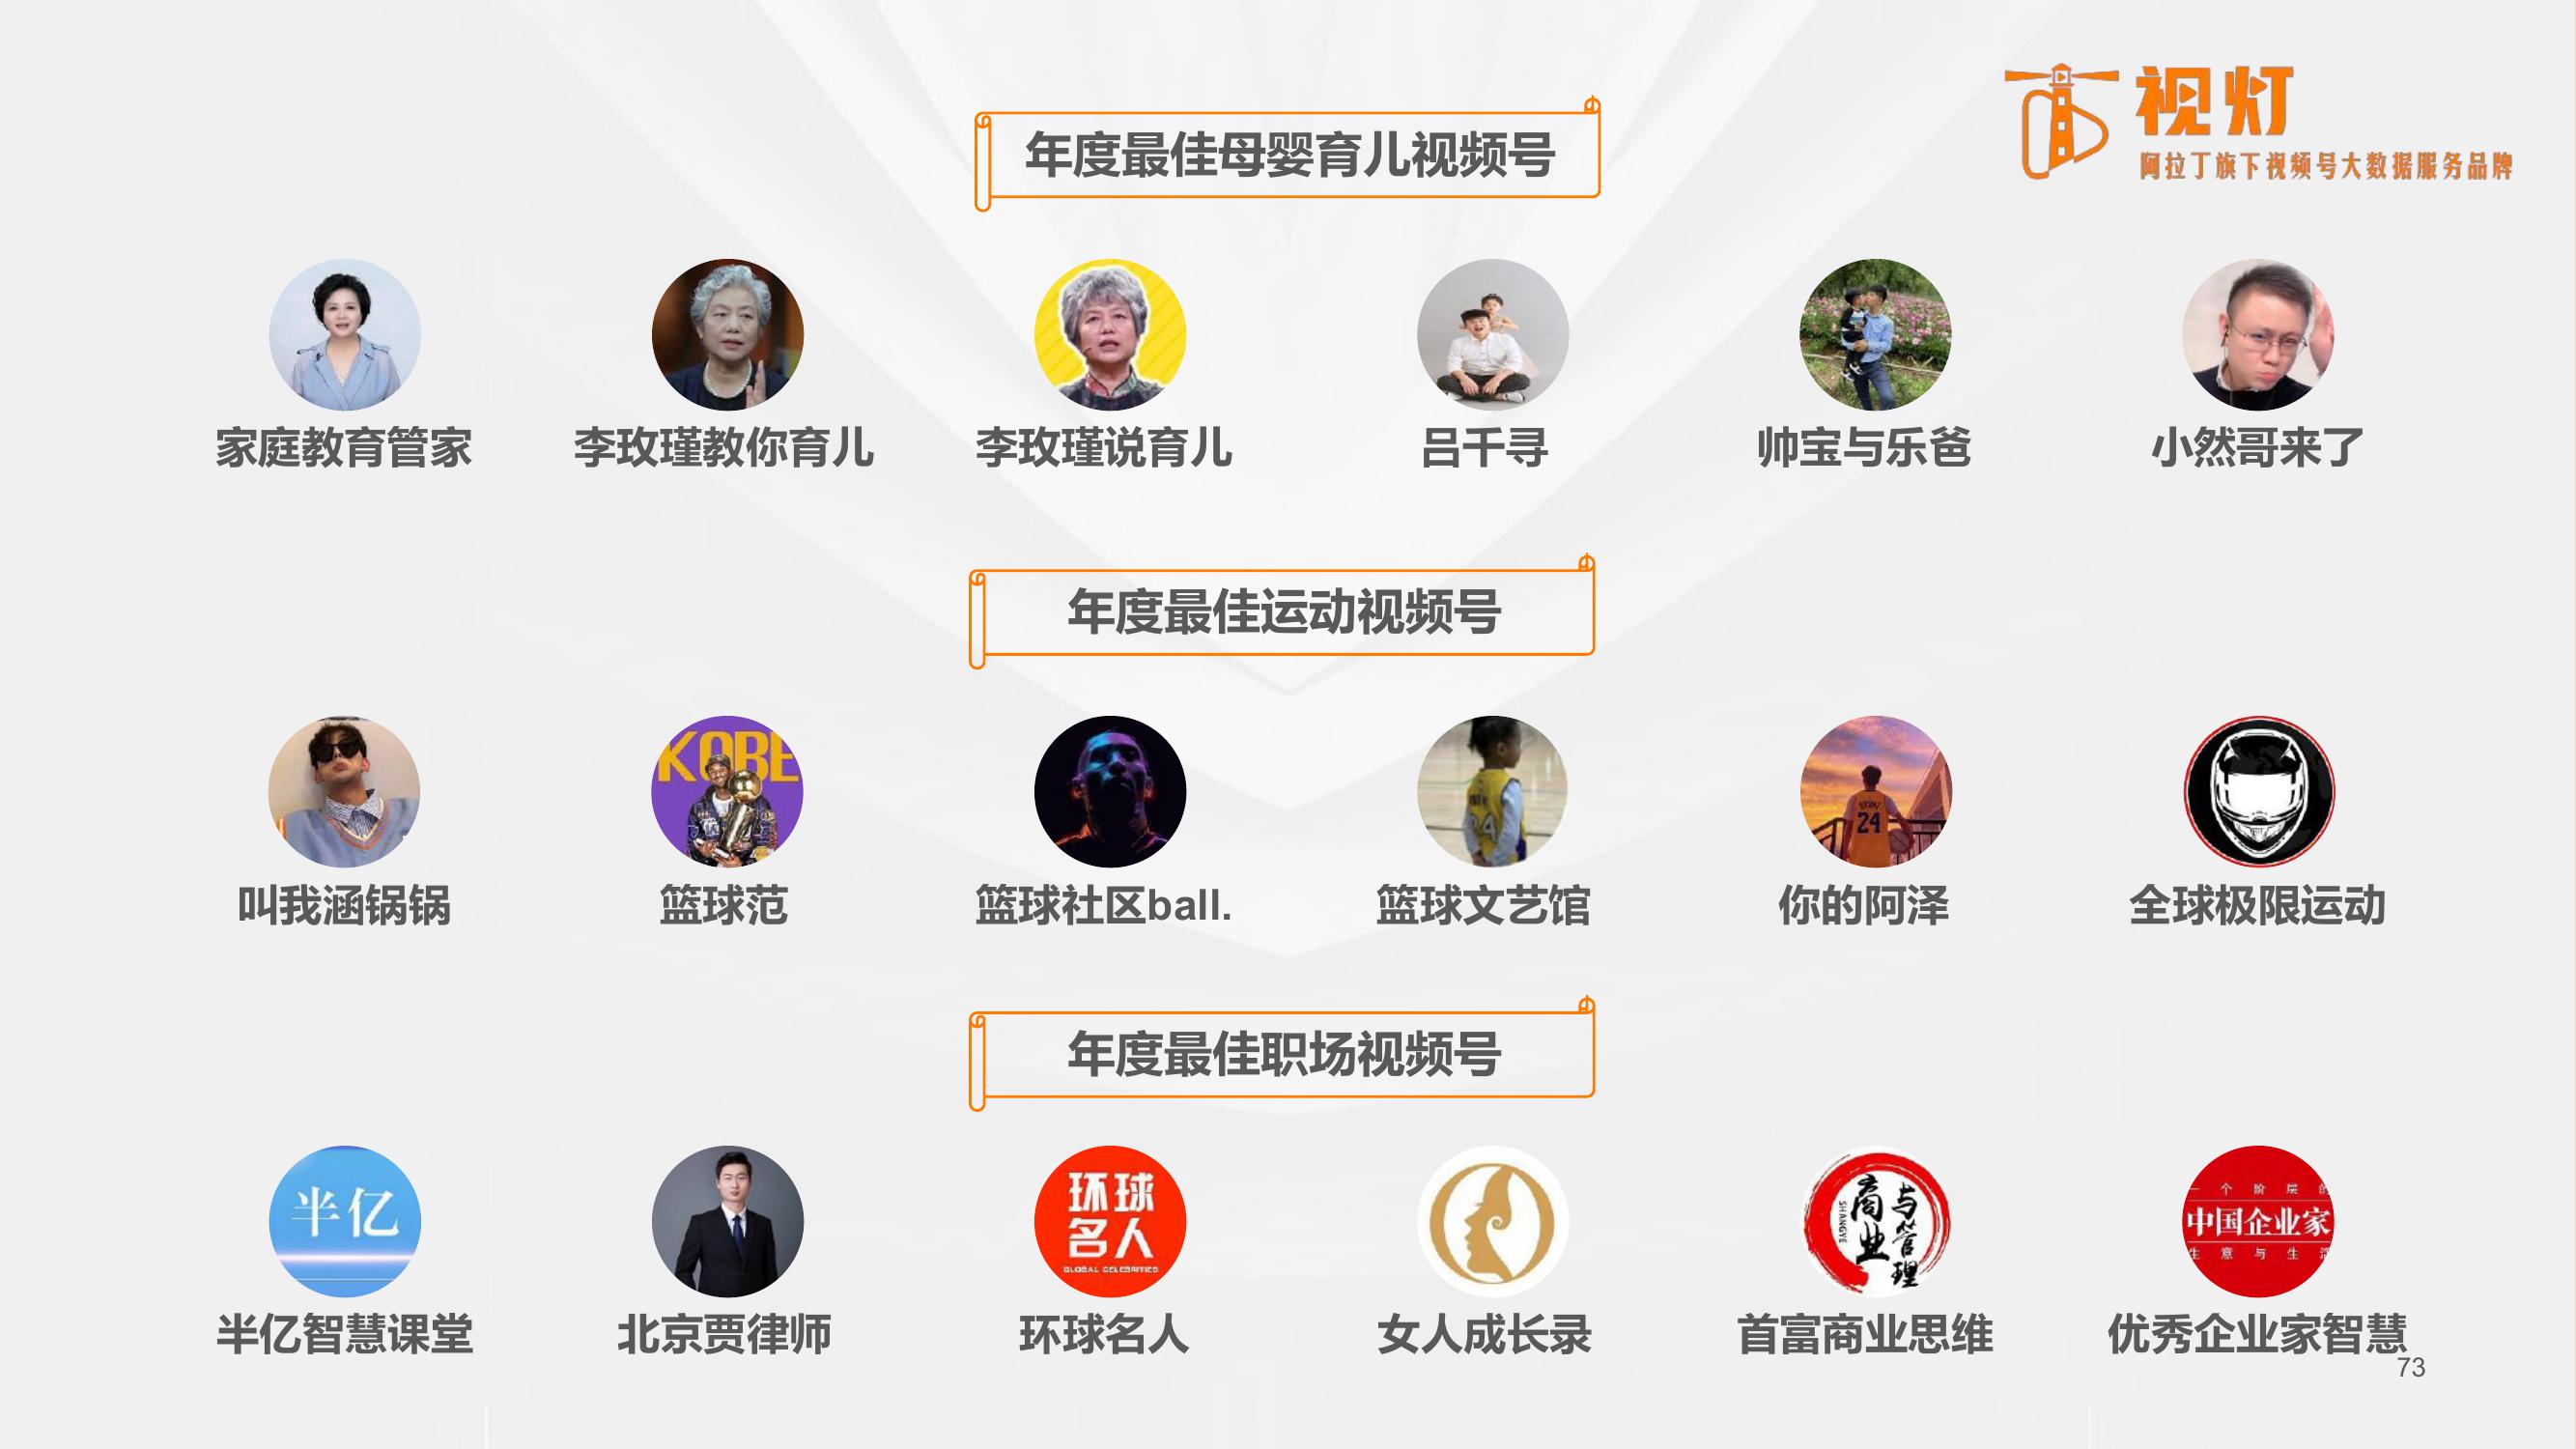 视灯
阿拉丁旗下视频号大数据服务品牌
年度最佳母婴育儿视频号
家庭教育管家
李玫瑾教你育儿
李玫瑾说育儿
吕千寻
帅宝与乐爸
小然哥来了
年度最佳运动视频号
KOBE
24
24
叫我涵锅锅
篮球范
篮球社区ball.
篮球文艺馆
你的阿泽
全球极限运动
年度最佳职场视频号
半亿
环球
名人
GLOBAL CELEBRITIES
商业
与管理
SHANGYE
一个阶层的
中国企业家
生意与生活
半亿智慧课堂
北京贾律师
环球名人
女人成长录
首富商业思维
优秀企业家智慧
73